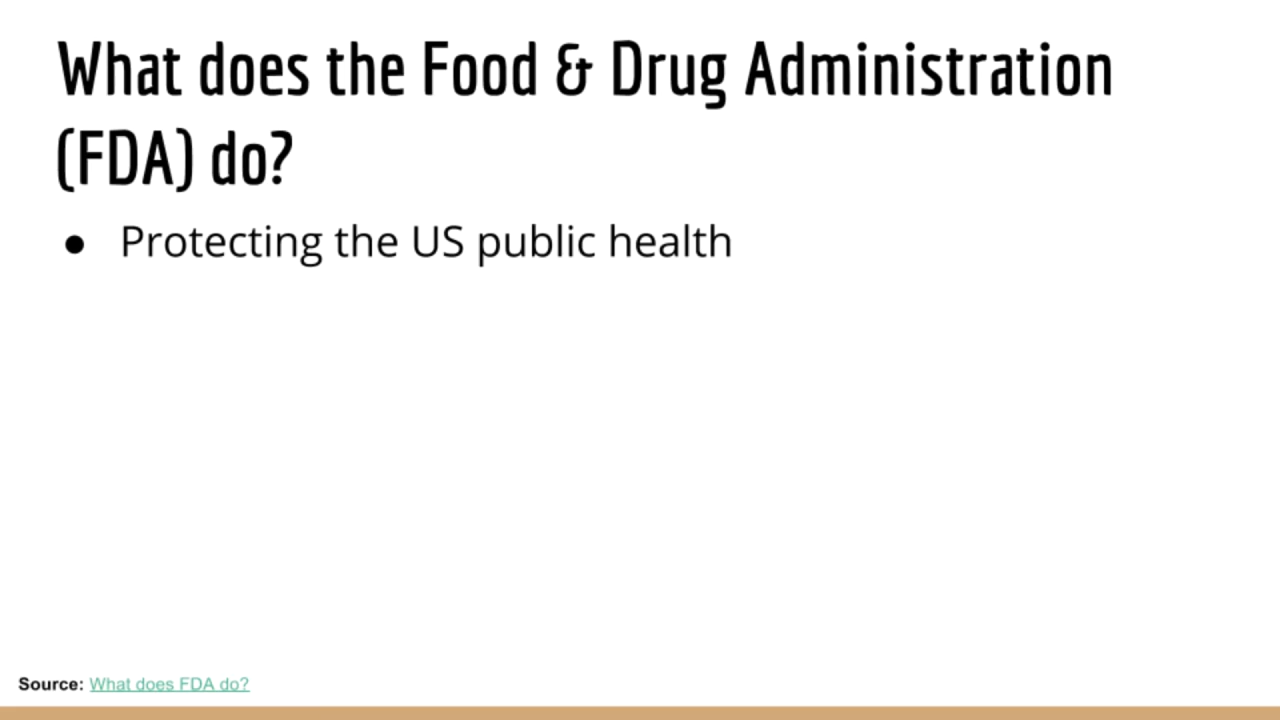 What does the Food & Drug Administration
(FDA) do?
● Protecting the US public health
Source: What does FDA do?